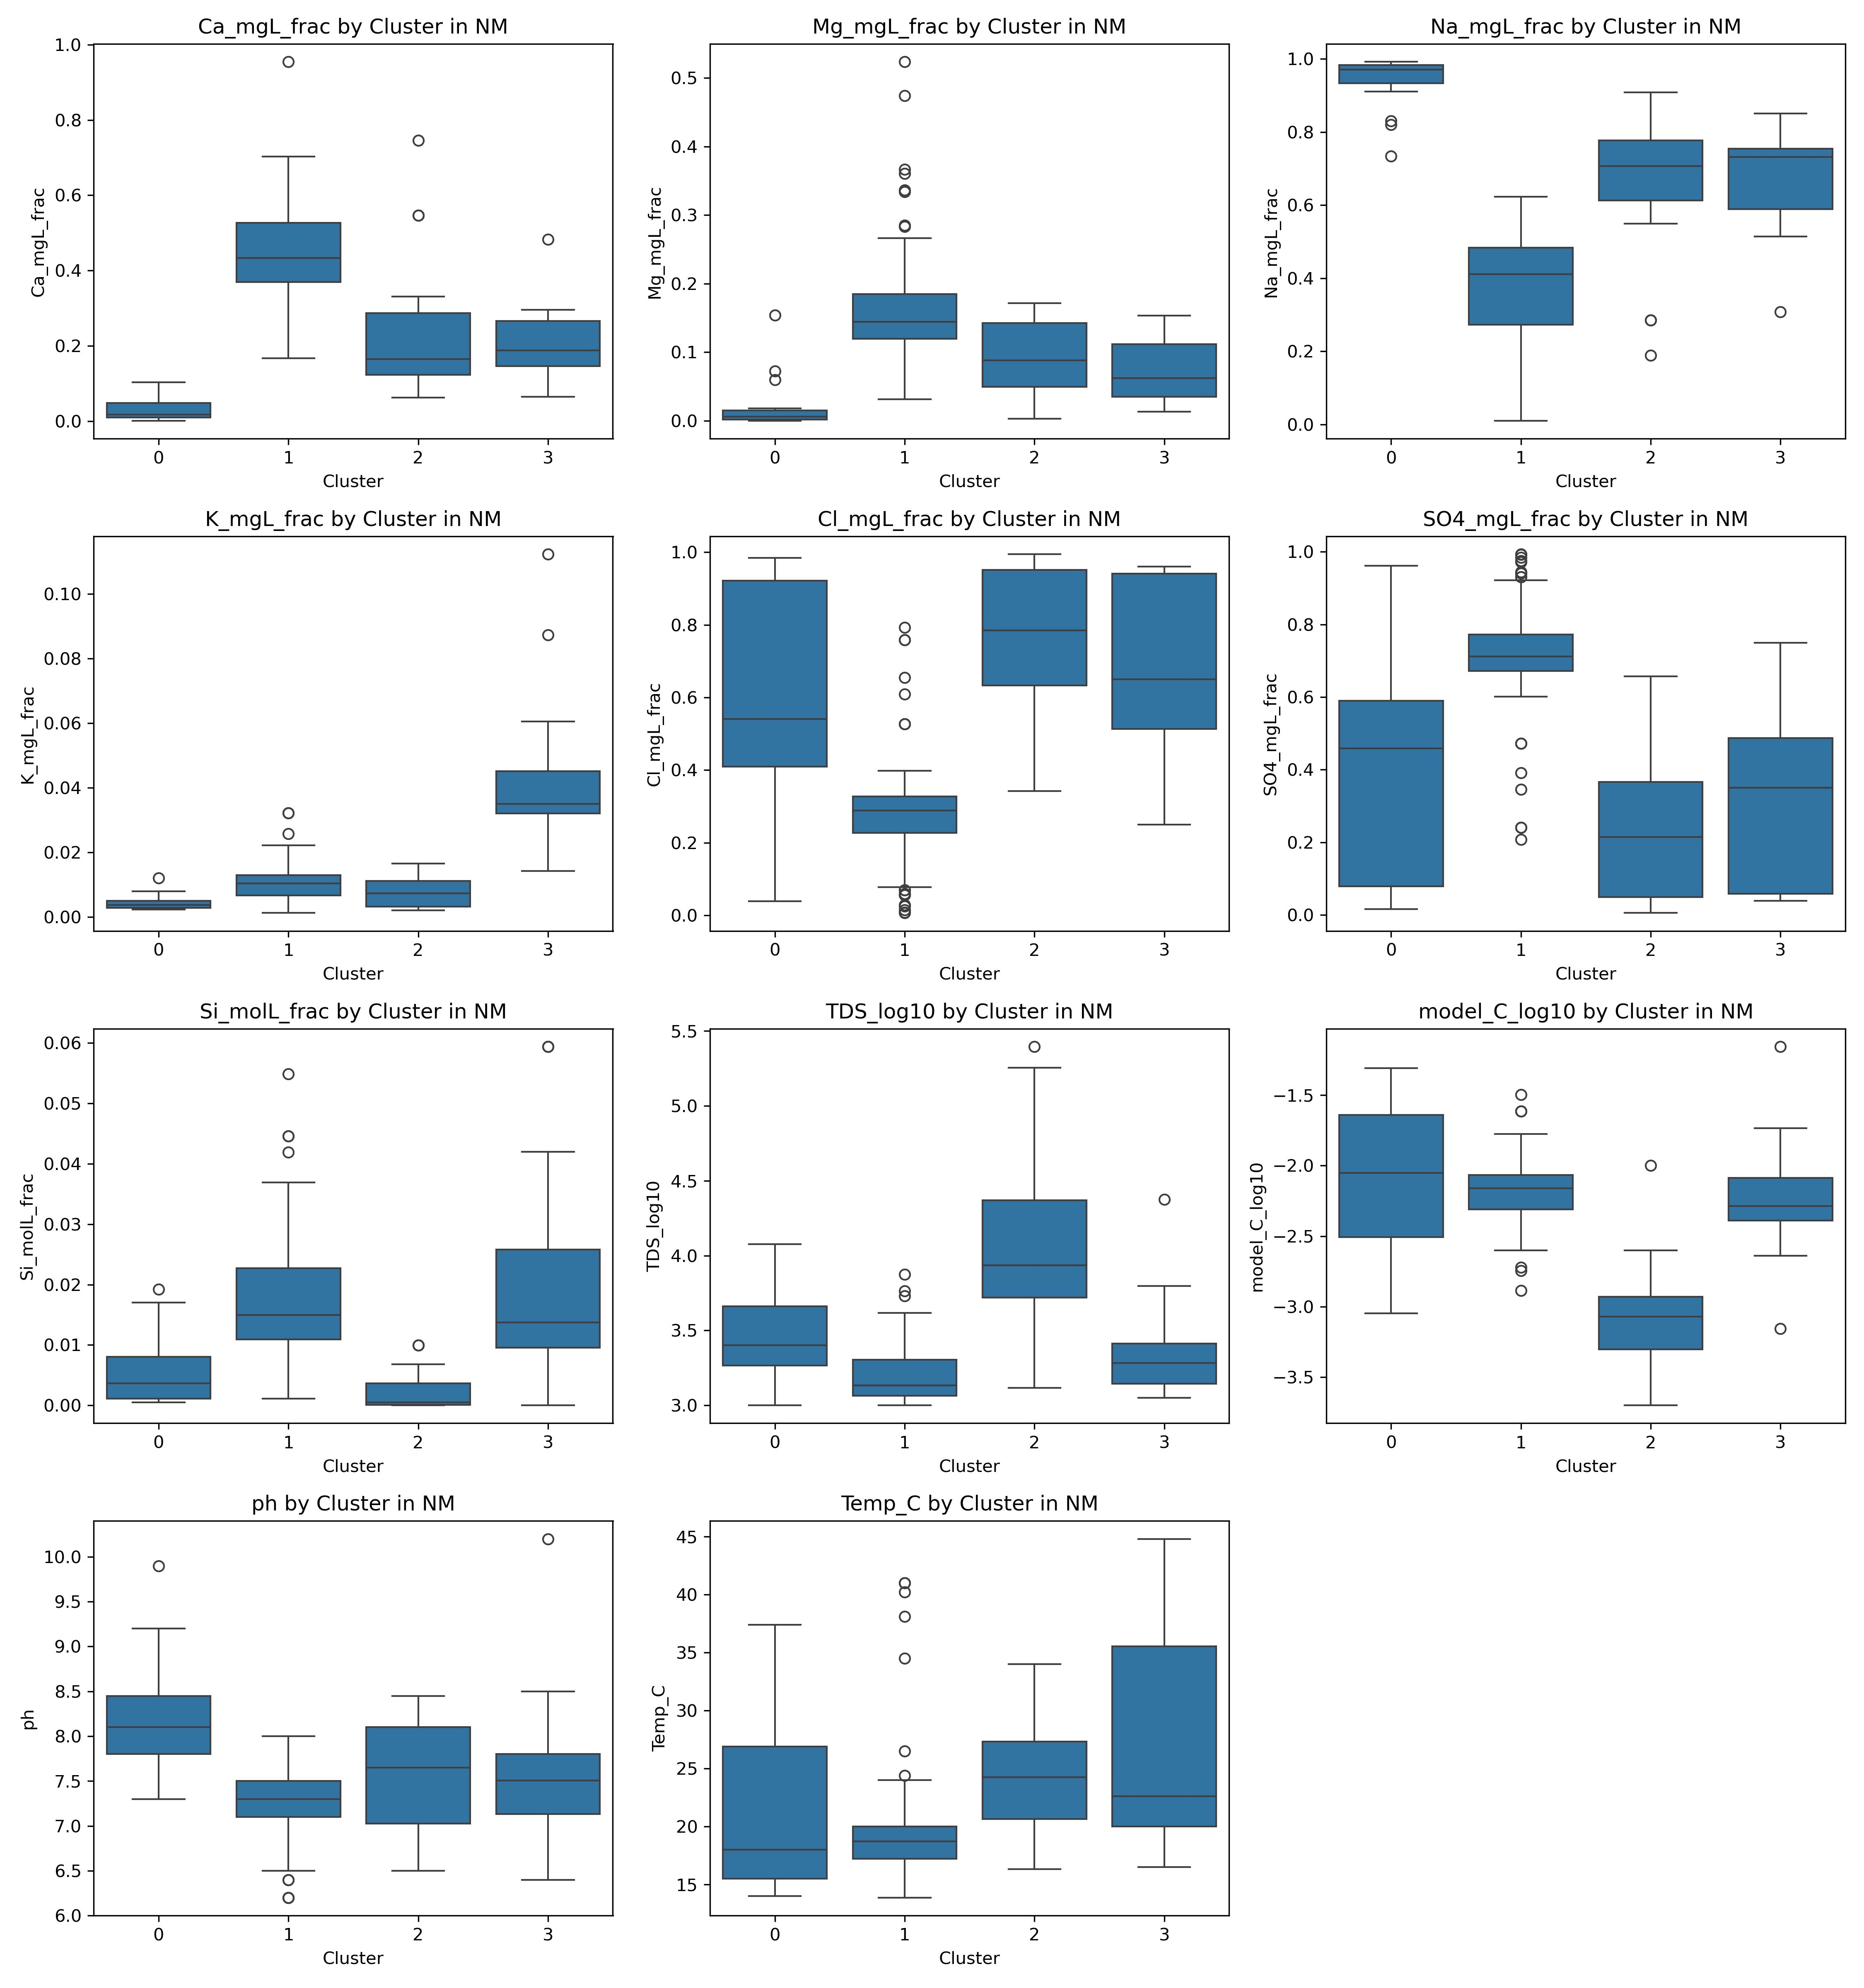 Ca_mgL_frac by Cluster in NM
Ca_mgL_frac
1.0
0.8
0.6
0.4
0.2
0.0
0 1 2 3
Cluster
Mg_mgL_frac by Cluster in NM
Mg_mgL_frac
0.5
0.4
0.3
0.2
0.1
0.0
0 1 2 3
Cluster
Na_mgL_frac by Cluster in NM
Na_mgL_frac
1.0
0.8
0.6
0.4
0.2
0.0
0 1 2 3
Cluster
K_mgL_frac by Cluster in NM
K_mgL_frac
0.10
0.08
0.06
0.04
0.02
0.00
0 1 2 3
Cluster
Cl_mgL_frac by Cluster in NM
Cl_mgL_frac
1.0
0.8
0.6
0.4
0.2
0.0
0 1 2 3
Cluster
SO4_mgL_frac by Cluster in NM
SO4_mgL_frac
1.0
0.8
0.6
0.4
0.2
0.0
0 1 2 3
Cluster
Si_molL_frac by Cluster in NM
Si_molL_frac
0.06
0.05
0.04
0.03
0.02
0.01
0.00
0 1 2 3
Cluster
TDS_log10 by Cluster in NM
TDS_log10
5.5
5.0
4.5
4.0
3.5
3.0
0 1 2 3
Cluster
model_C_log10 by Cluster in NM
model_C_log10
−1.5
−2.0
−2.5
−3.0
−3.5
0 1 2 3
Cluster
ph by Cluster in NM
ph
10.0
9.5
9.0
8.5
8.0
7.5
7.0
6.5
6.0
0 1 2 3
Cluster
Temp_C by Cluster in NM
Temp_C
45
40
35
30
25
20
15
0 1 2 3
Cluster